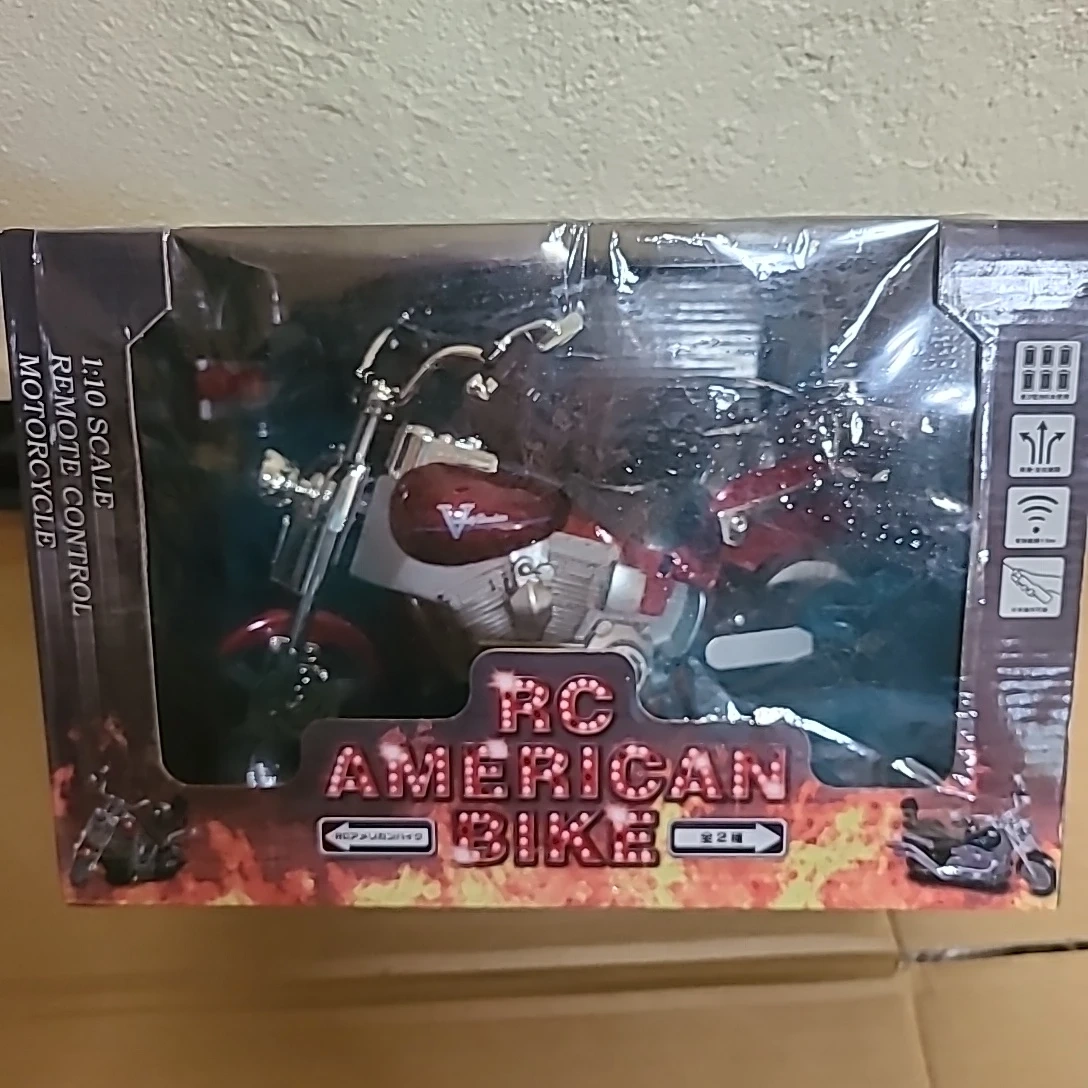 1:10 SCALE
REMOTE CONTROL
MOTORCYCLE
V
RC
AMERICAN
BIKE
RCアメリカンバイク
全2種